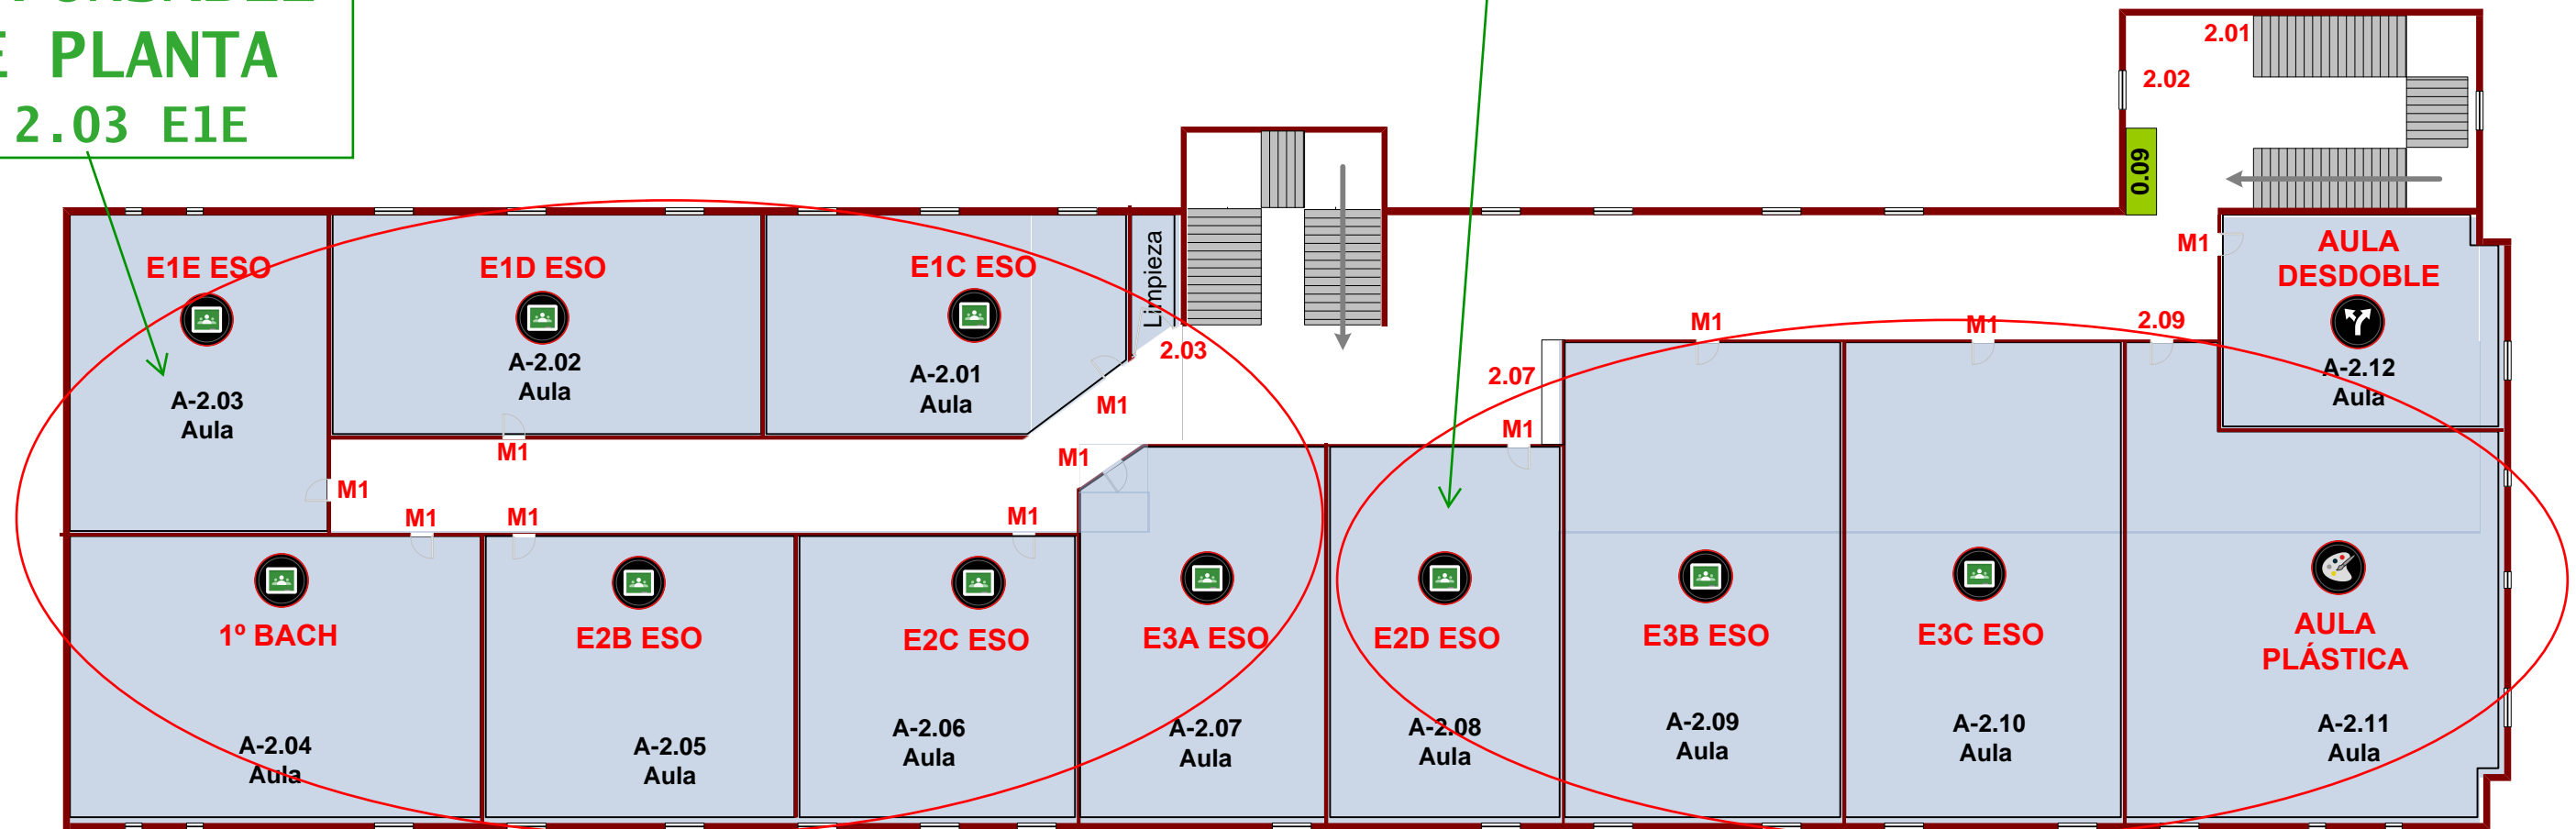 E PLANTA
2.03 E1E
2.01
2.02
0.09
E1E ESO
A-2.03
Aula
E1D ESO
A-2.02
Aula
E1C ESO
A-2.01
Aula
Limpieza
2.03
M1
AULA
DESDOBLE
A-2.12
Aula
M1
M1
2.09
2.07
M1
M1
M1
M1
M1
M1
M1
M1
1º BACH
A-2.04
Aula
E2B ESO
A-2.05
Aula
E2C ESO
A-2.06
Aula
E3A ESO
A-2.07
Aula
E2D ESO
A-2.08
Aula
E3B ESO
A-2.09
Aula
E3C ESO
A-2.10
Aula
AULA
PLÁSTICA
A-2.11
Aula